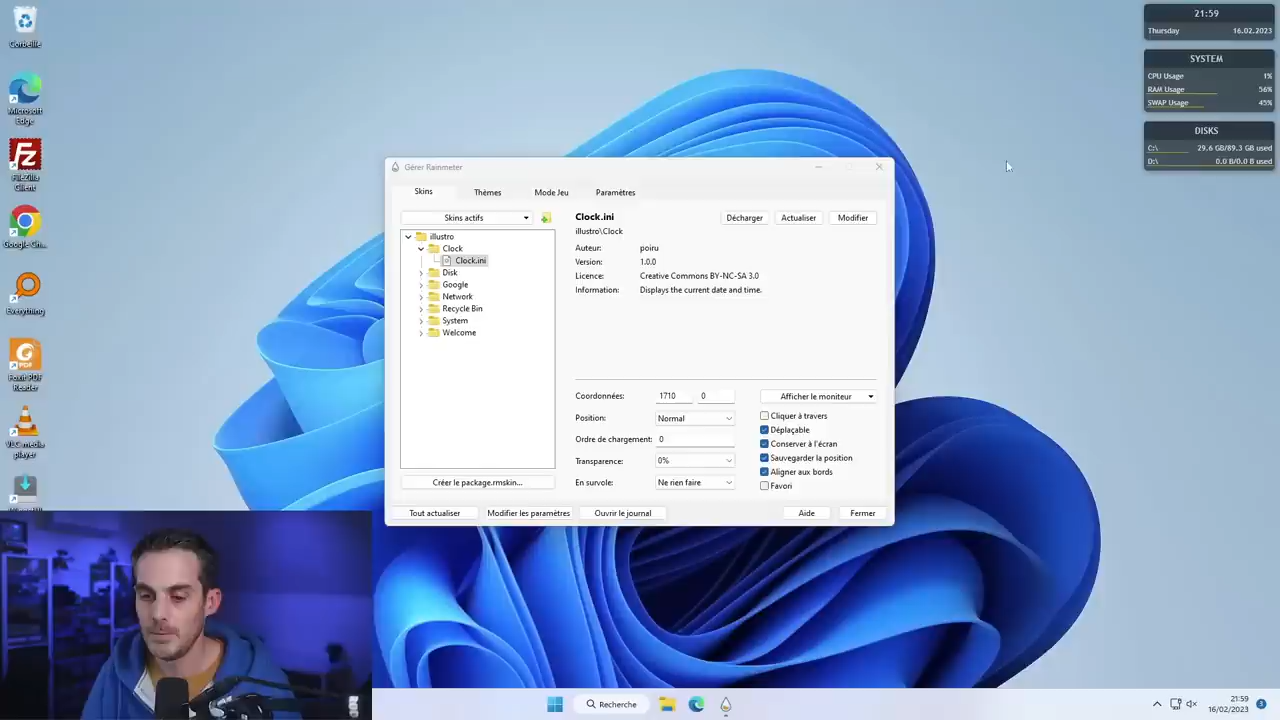 Corbeille
Microsoft
Edge
FileZilla
Client
Google Ch...
Everything
Foxit PDF
Reader
VLC media
player
Gérer Rainmeter
Skins
Thèmes
Mode Jeu
Paramètres
Skins actifs
illustro
Clock
Clock.ini
Disk
Google
Network
Recycle Bin
System
Welcome
Créer le package.rmskin...
Clock.ini
Décharger
Actualiser
Modifier
illustro\Clock
Auteur: poiru
Version: 1.0.0
Licence: Creative Commons BY-NC-SA 3.0
Information: Displays the current date and time.
Coordonnées: 1710 0
Position: Normal
Ordre de chargement: 0
Transparence: 0%
En survole: Ne rien faire
Afficher le moniteur
Cliquer à travers
Déplaçable
Conserver à l'écran
Sauvegarder la position
Aligner aux bords
Favori
Tout actualiser
Modifier les paramètres
Ouvrir le journal
Aide
Fermer
21:59
Thursday 16.02.2023
SYSTEM
CPU Usage 1%
RAM Usage 56%
SWAP Usage 45%
DISKS
C:\ 29.6 GB/89.3 GB used
D:\ 0.0 B/0.0 B used
Recherche
21:59
16/02/2023
3